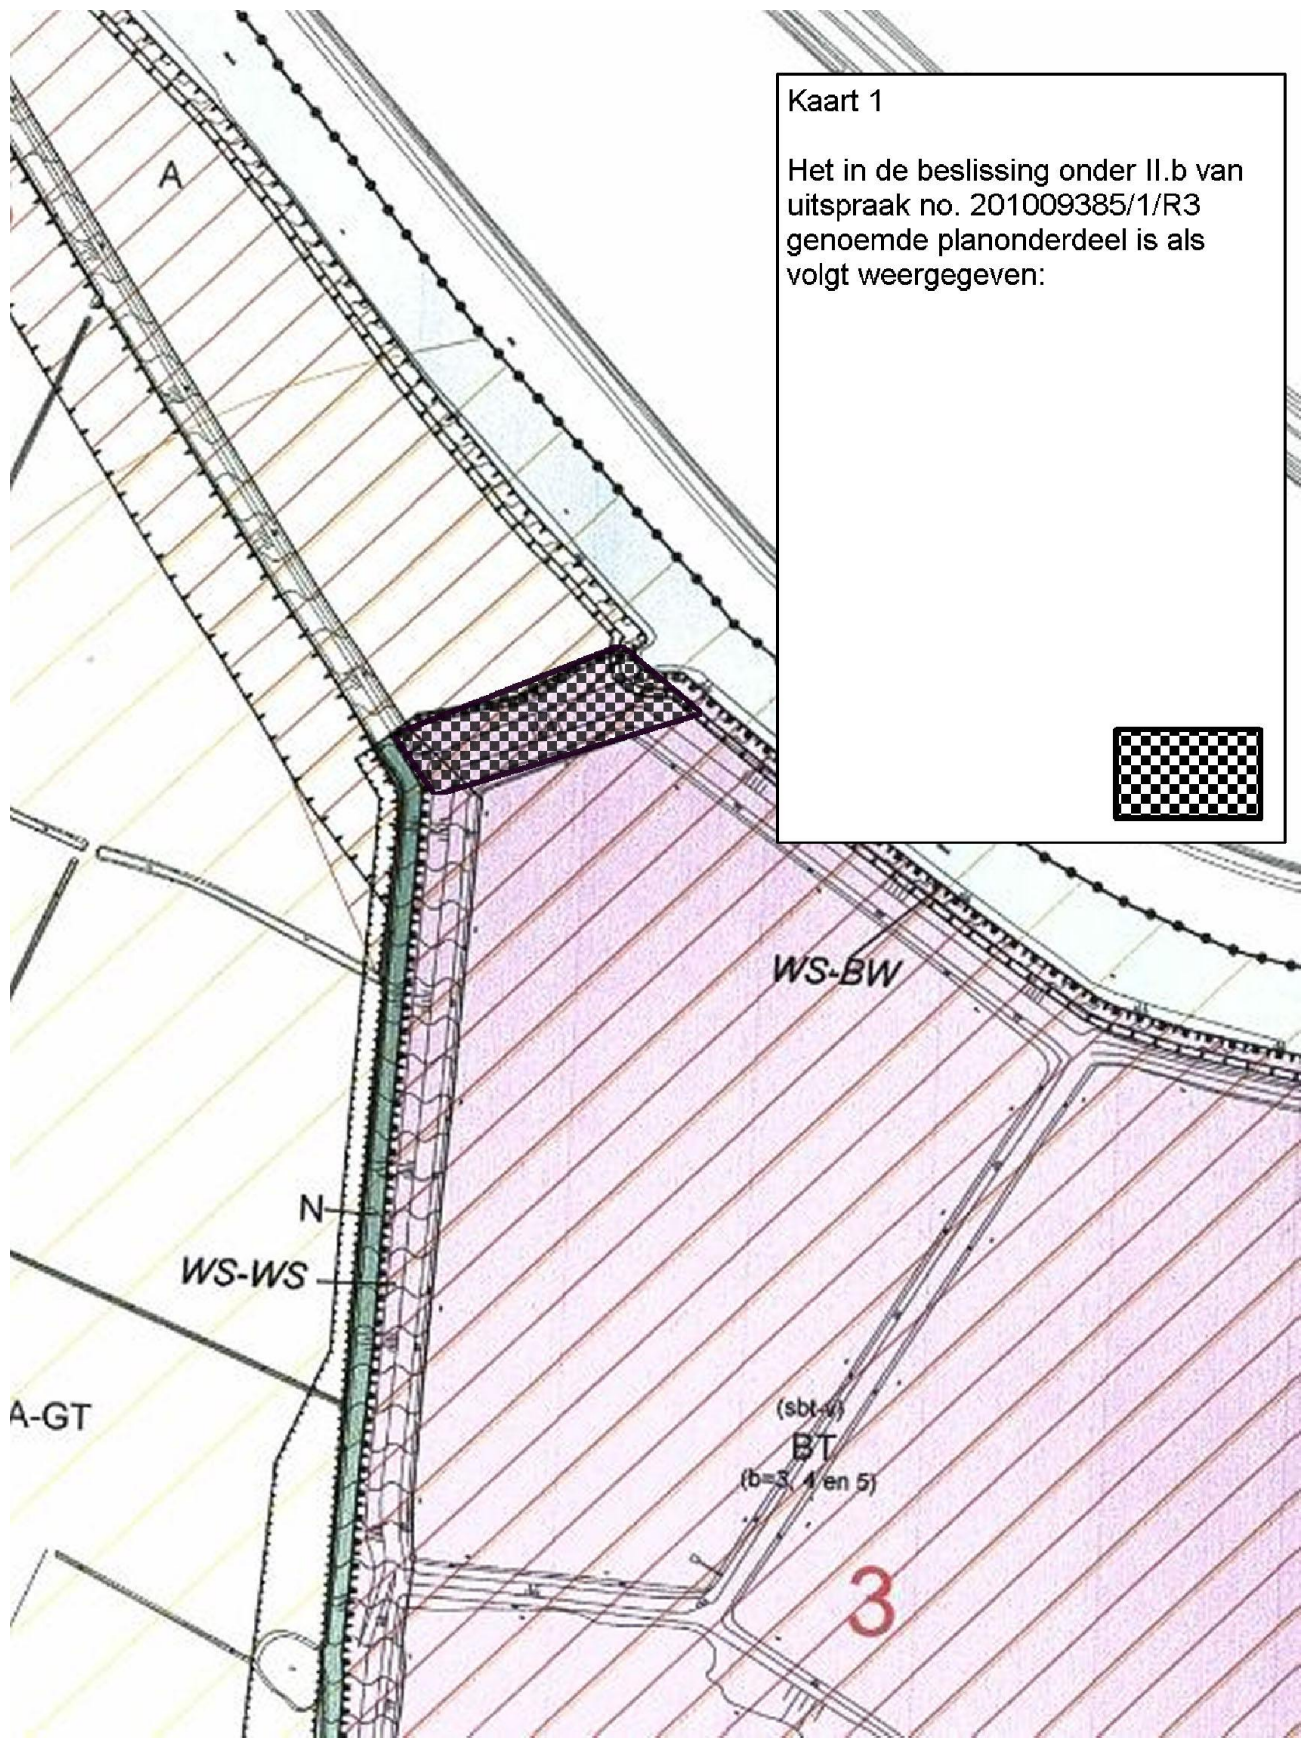 Kaart 1
Het in de beslissing onder II.b van
uitspraak no. 201009385/1/R3
genoemde planonderdeel is als
volgt weergegeven:
A
WS-BW
N
WS-WS
A-GT
(sbt-v)
BT
(b=3, 4 en 5)
3